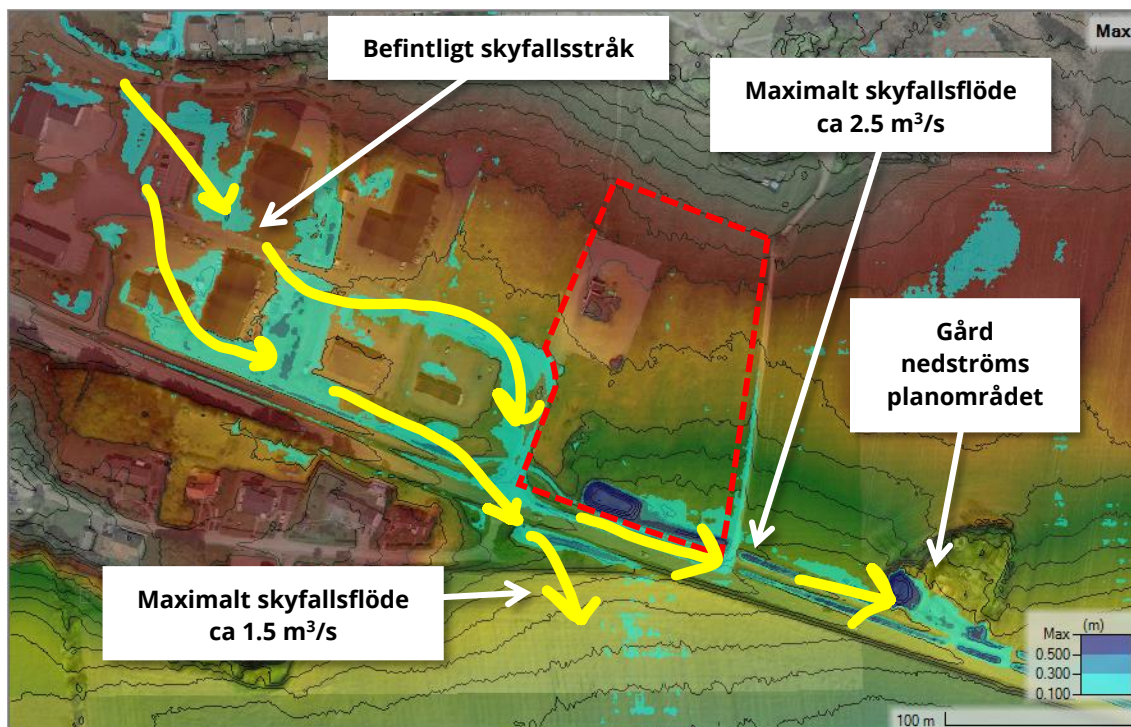 Befintligt skyfallsstråk
Max
Maximalt skyfallsflöde
ca 2.5 m³/s
Gård
nedströms
planområdet
Maximalt skyfallsflöde
ca 1.5 m³/s
(m)
Max
0.500
0.300
0.100
100 m